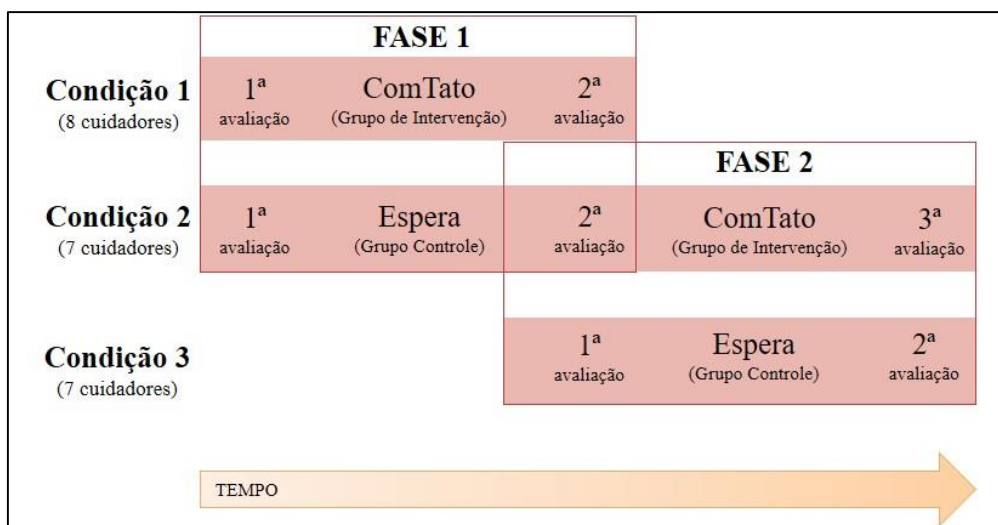 FASE 1
Condição 1
(8 cuidadores)
1ª
avaliação
ComTato
(Grupo de Intervenção)
2ª
avaliação
FASE 2
Condição 2
(7 cuidadores)
1ª
avaliação
Espera
(Grupo Controle)
2ª
avaliação
ComTato
(Grupo de Intervenção)
3ª
avaliação
Condição 3
(7 cuidadores)
1ª
avaliação
Espera
(Grupo Controle)
2ª
avaliação
TEMPO